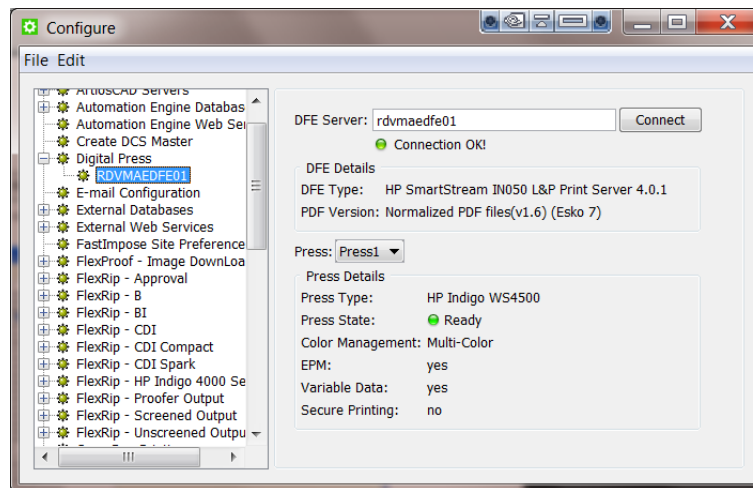 Configure
File Edit
ArtiosCAD Servers
Automation Engine Databas
Automation Engine Web Ser
Create DCS Master
Digital Press
RDVMAEDFE01
E-mail Configuration
External Databases
External Web Services
FastImpose Site Preference
FlexProof - Image DownLoa
FlexRip - Approval
FlexRip - B
FlexRip - BI
FlexRip - CDI
FlexRip - CDI Compact
FlexRip - CDI Spark
FlexRip - HP Indigo 4000 Se
FlexRip - Proofer Output
FlexRip - Screened Output
FlexRip - Unscreened Outpu
DFE Server: rdvmaedfe01 Connect
Connection OK!
DFE Details
DFE Type: HP SmartStream IN050 L&P Print Server 4.0.1
PDF Version: Normalized PDF files(v1.6) (Esko 7)
Press: Press1
Press Details
Press Type: HP Indigo WS4500
Press State: Ready
Color Management: Multi-Color
EPM: yes
Variable Data: yes
Secure Printing: no